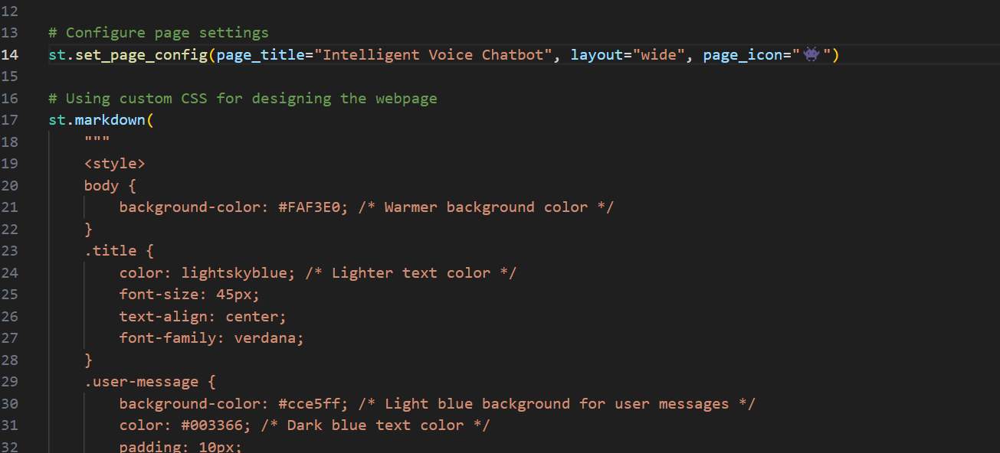 12
13 # Configure page settings
14 st.set_page_config(page_title="Intelligent Voice Chatbot", layout="wide", page_icon="👾")
15
16 # Using custom CSS for designing the webpage
17 st.markdown(
18     """
19     <style>
20     body {
21         background-color: #FAF3E0; /* Warmer background color */
22     }
23     .title {
24         color: lightskyblue; /* Lighter text color */
25         font-size: 45px;
26         text-align: center;
27         font-family: verdana;
28     }
29     .user-message {
30         background-color: #cce5ff; /* Light blue background for user messages */
31         color: #003366; /* Dark blue text color */
32         padding: 10px;